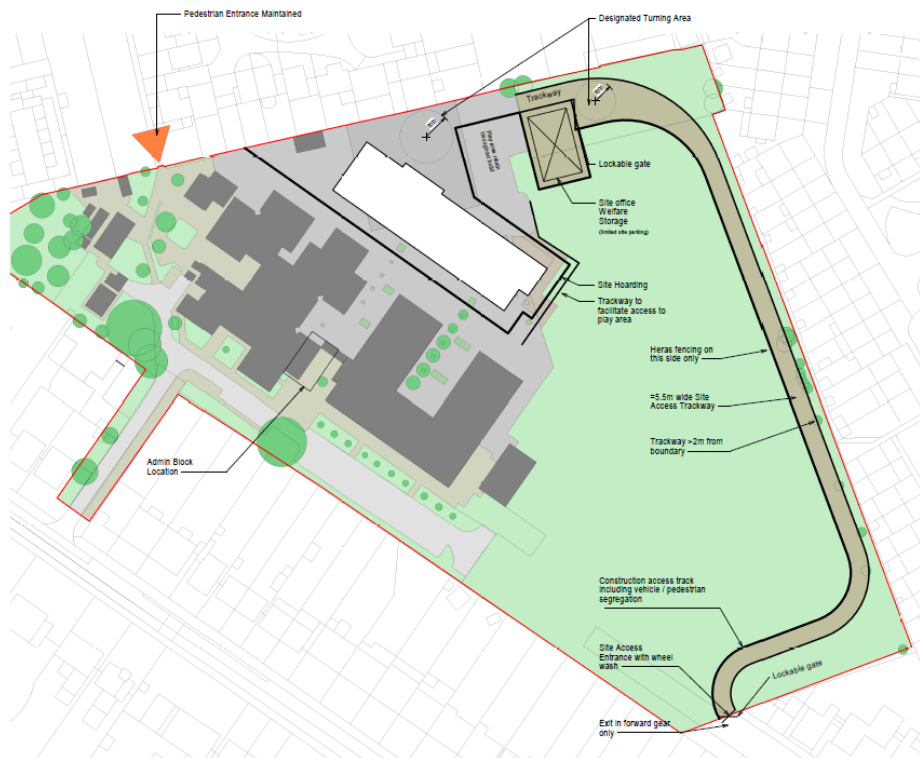 Pedestrian Entrance Maintained
Designated Turning Area
Trackway
Play area
Lockable gate
Site office
Welfare
Storage
(limited site parking)
Site Hoarding
Trackway to
facilitate access to
play area
Heras fencing on
this side only
=5.5m wide Site
Access Trackway
Trackway >2m from
boundary
Admin Block
Location
Construction access track
including vehicle / pedestrian
segregation
Site Access
Entrance with wheel
wash
Lockable gate
Exit in forward gear
only